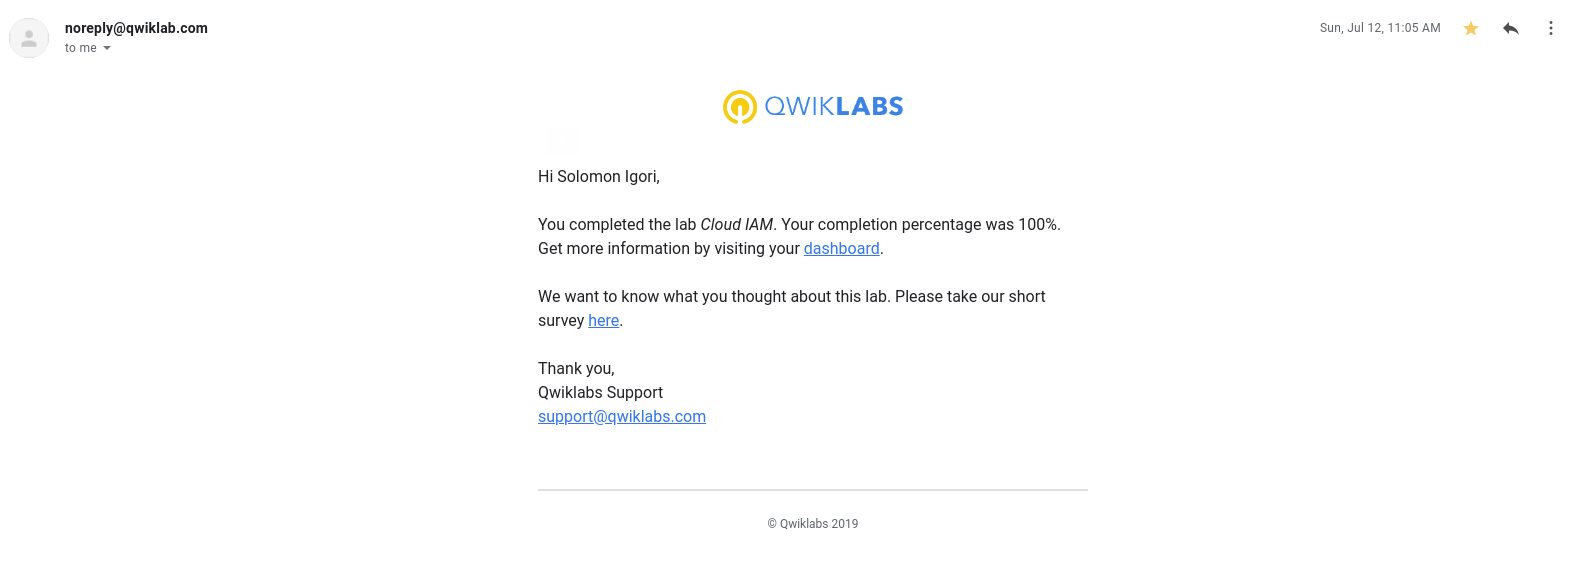 noreply@qwiklab.com
Sun, Jul 12, 11:05 AM
to me
QWIKLABS
Hi Solomon Igori,
You completed the lab Cloud IAM. Your completion percentage was 100%.
Get more information by visiting your dashboard.
We want to know what you thought about this lab. Please take our short
survey here.
Thank you,
Qwiklabs Support
support@qwiklabs.com
© Qwiklabs 2019